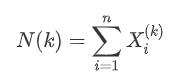 $N(k) = \sum_{i=1}^{n} X_i^{(k)}$